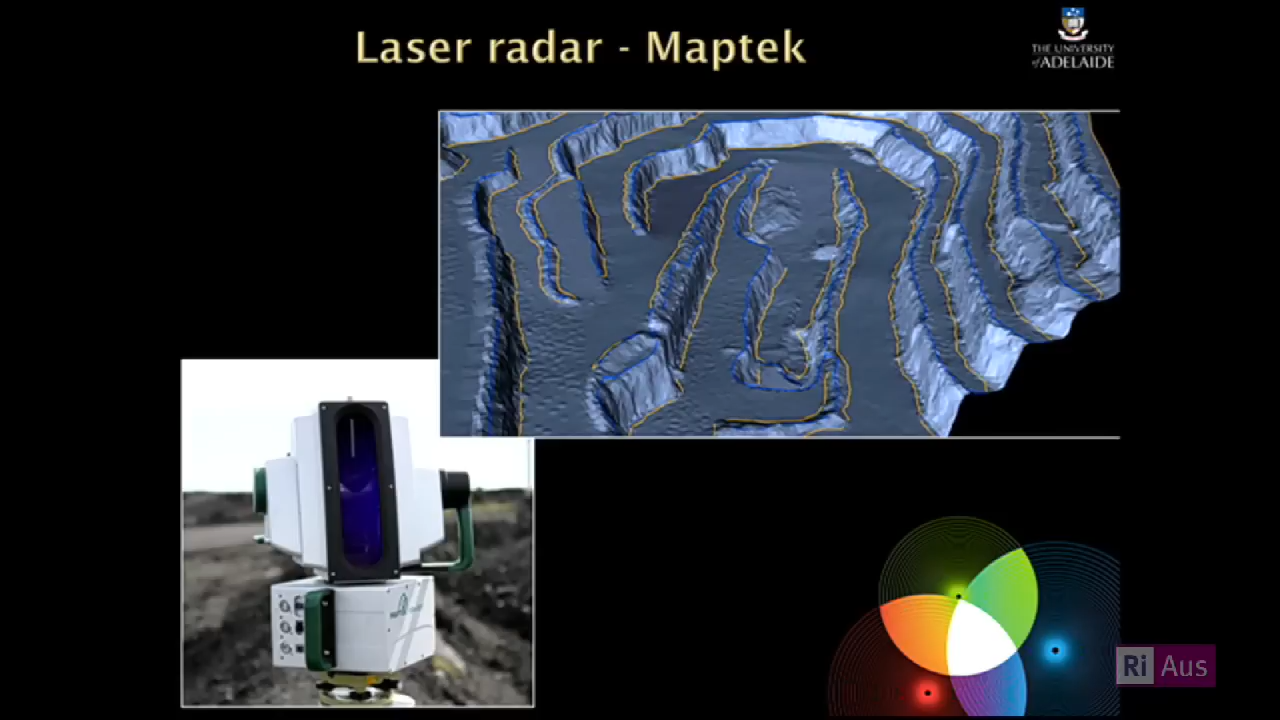 Laser radar - Maptek
THE UNIVERSITY
of ADELAIDE
Ri Aus